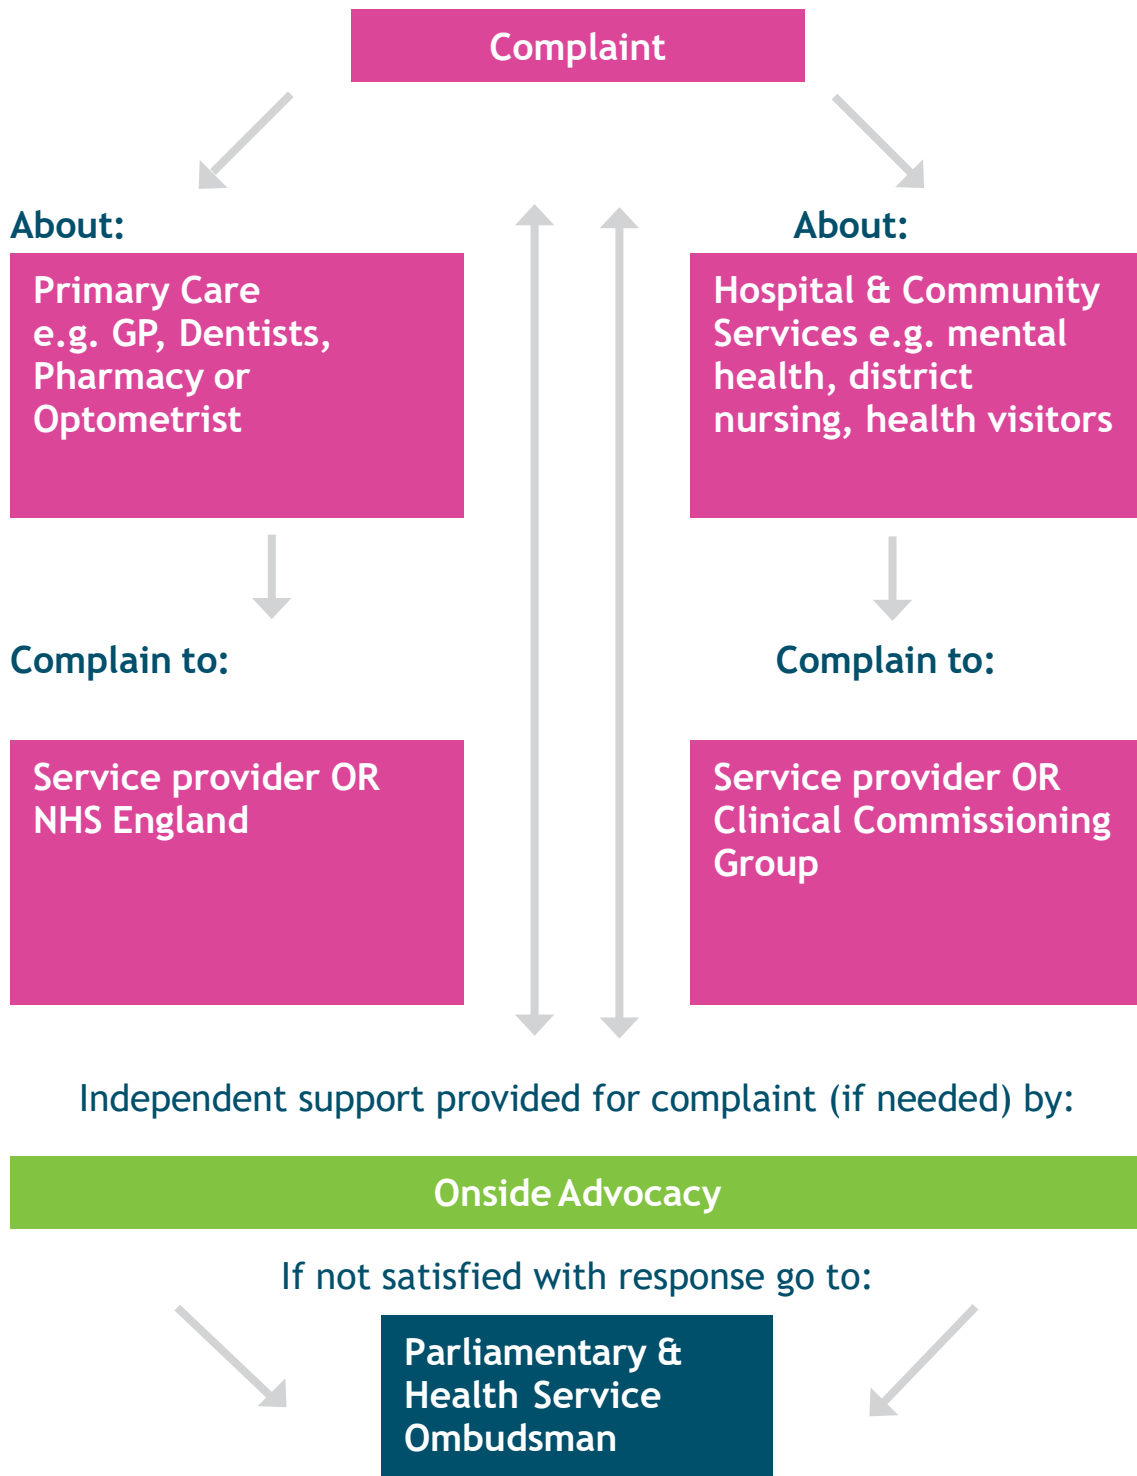 Complaint
About:
Primary Care
e.g. GP, Dentists,
Pharmacy or
Optometrist
About:
Hospital & Community
Services e.g. mental
health, district
nursing, health visitors
Complain to:
Service provider OR
NHS England
Complain to:
Service provider OR
Clinical Commissioning
Group
Independent support provided for complaint (if needed) by:
Onside Advocacy
If not satisfied with response go to:
Parliamentary &
Health Service
Ombudsman